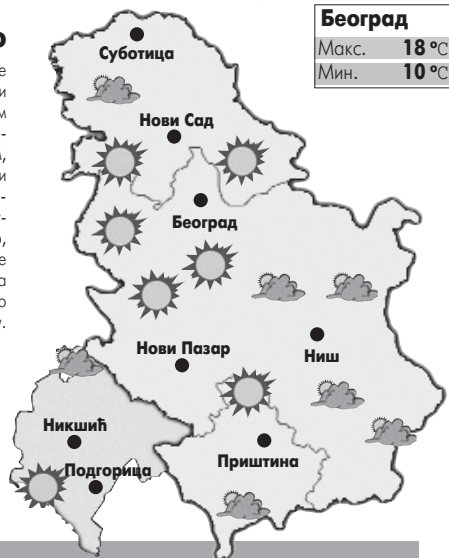 Београд
Макс. 18 °C
Мин. 10 °C
Суботица
Нови Сад
Београд
Нови Пазар
Ниш
Никшић
Подгорица
Приштина